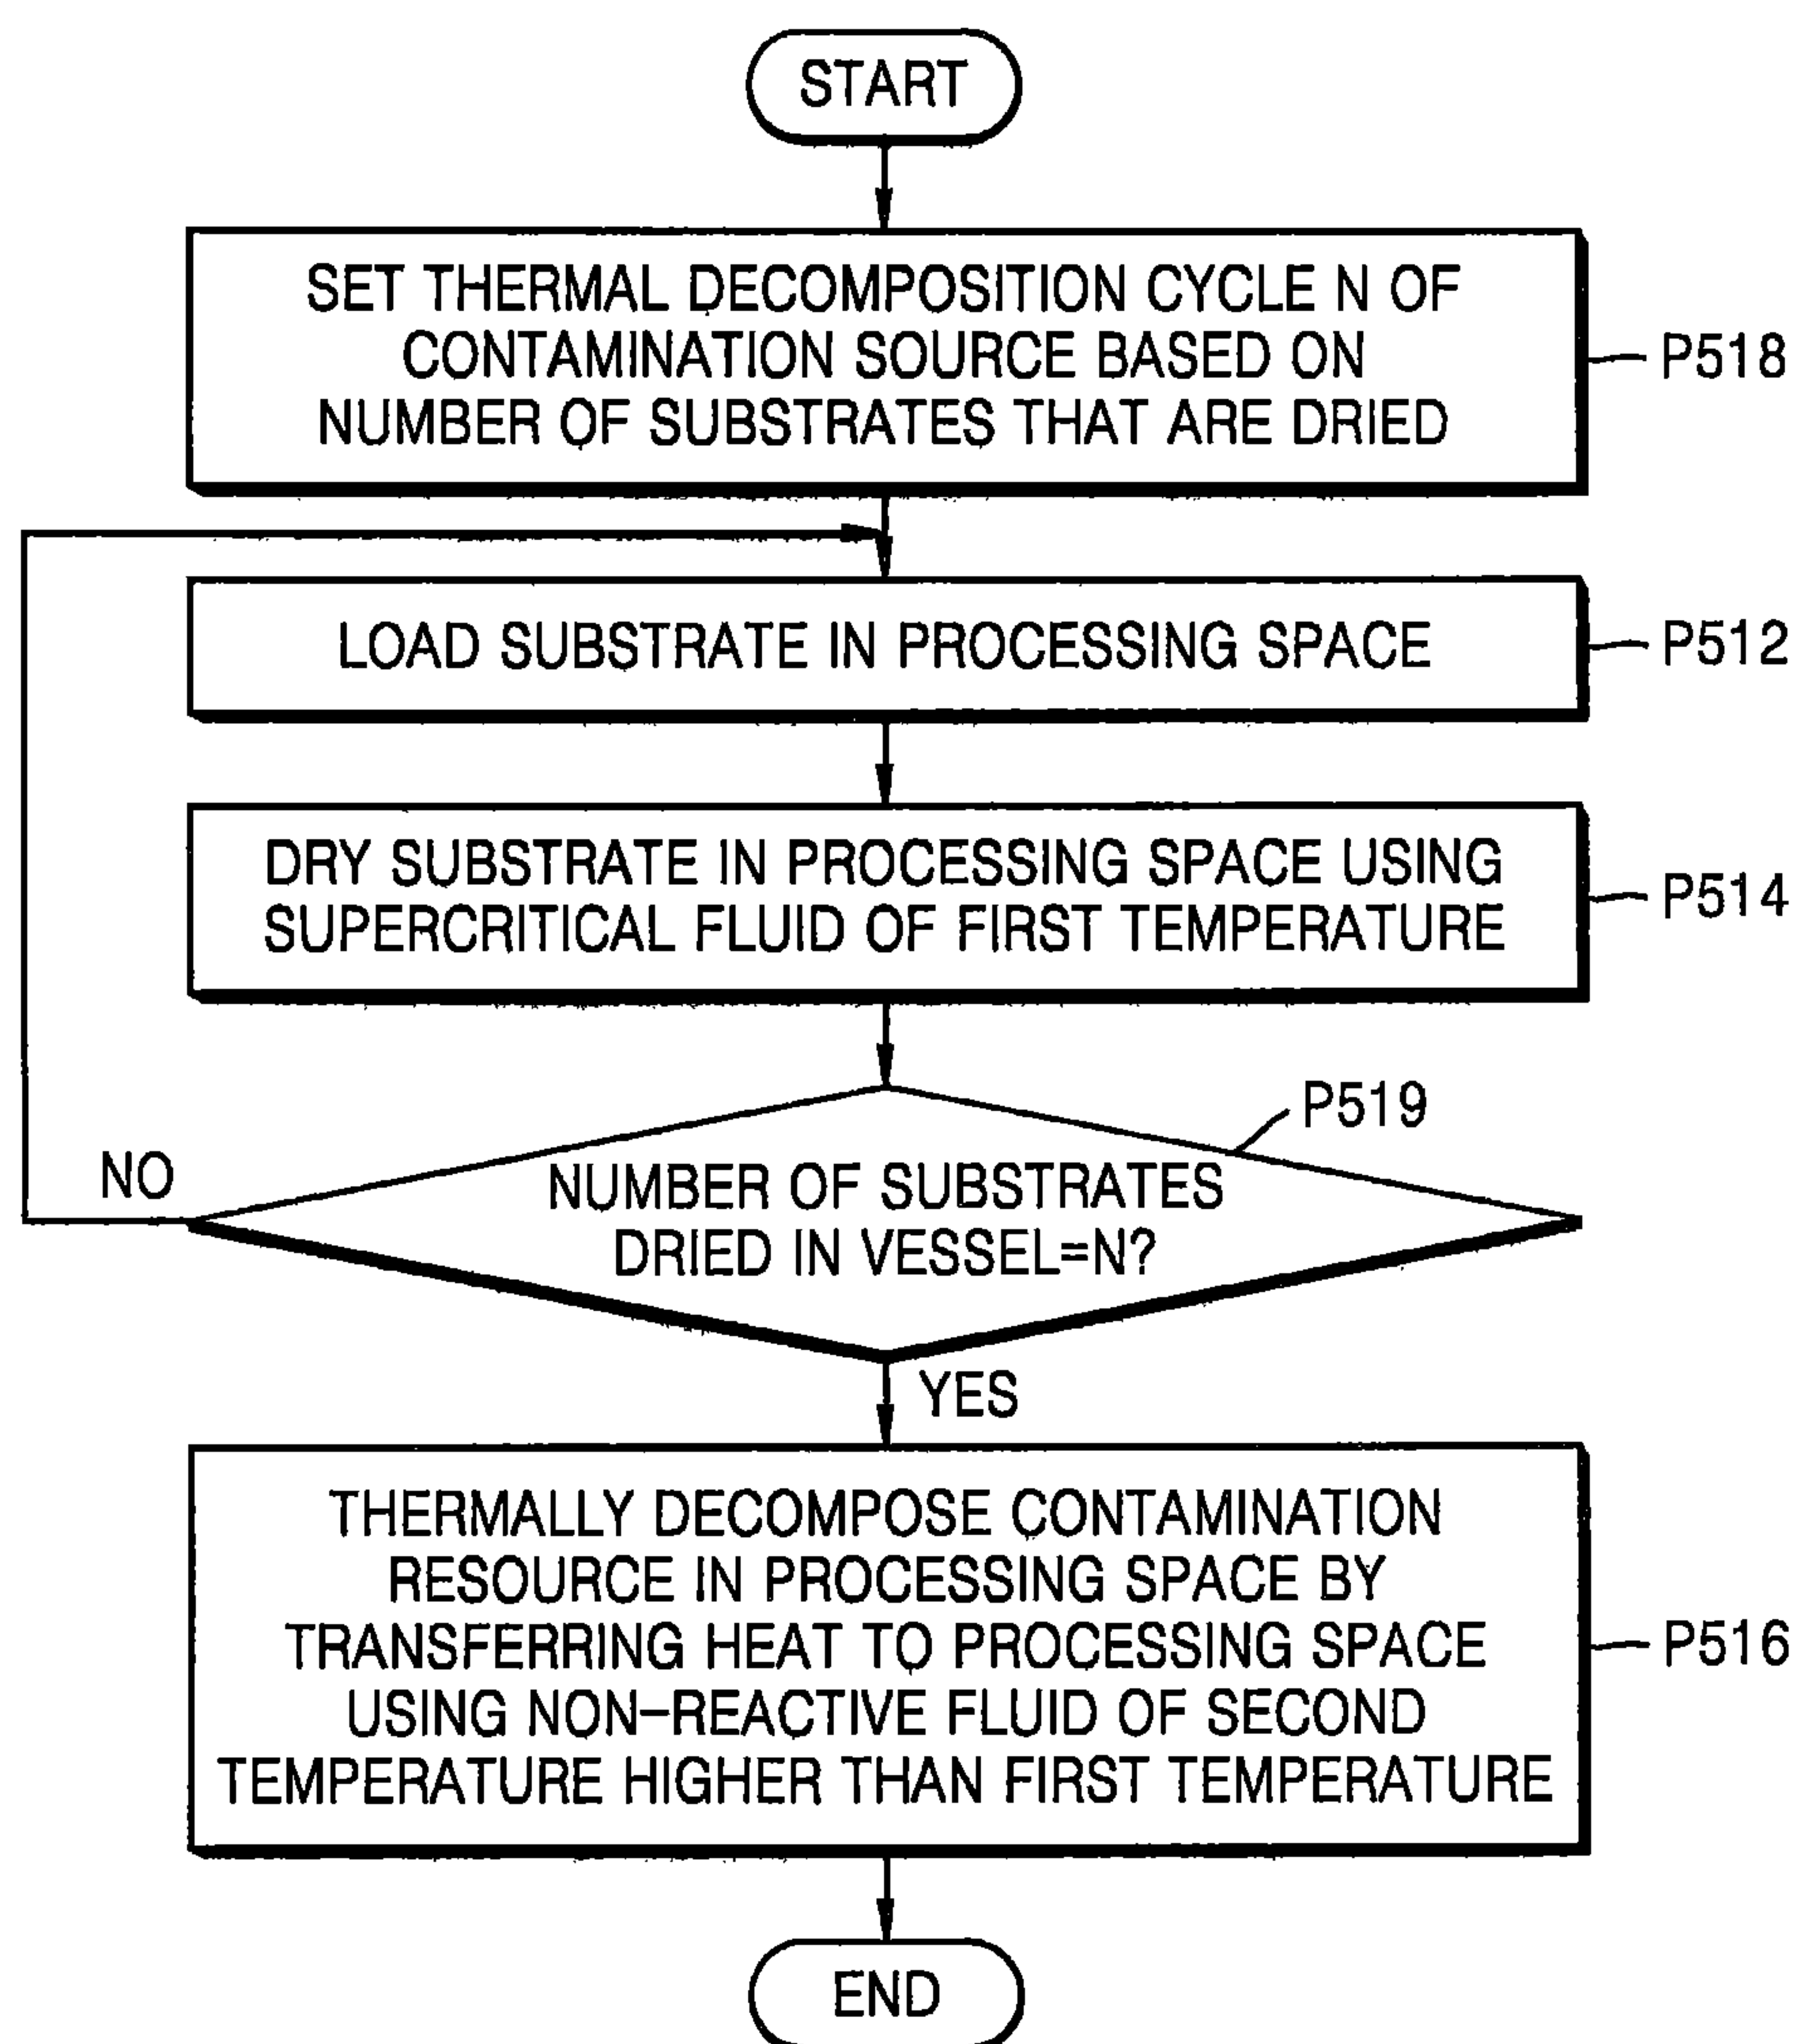 START
SET THERMAL DECOMPOSITION CYCLE N OF
CONTAMINATION SOURCE BASED ON
NUMBER OF SUBSTRATES THAT ARE DRIED
P518
LOAD SUBSTRATE IN PROCESSING SPACE
P512
DRY SUBSTRATE IN PROCESSING SPACE USING
SUPERCRITICAL FLUID OF FIRST TEMPERATURE
P514
P519
NUMBER OF SUBSTRATES
DRIED IN VESSEL=N?
NO
YES
THERMALLY DECOMPOSE CONTAMINATION
RESOURCE IN PROCESSING SPACE BY
TRANSFERRING HEAT TO PROCESSING SPACE
USING NON-REACTIVE FLUID OF SECOND
TEMPERATURE HIGHER THAN FIRST TEMPERATURE
P516
END